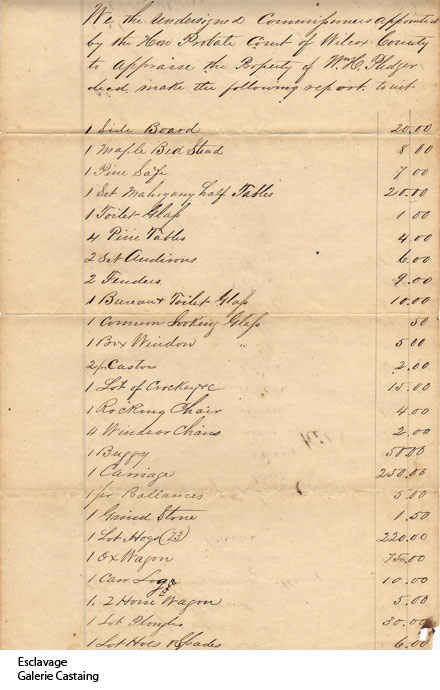 We the undersigned Commissioners appointed
by the Hon Probate Court of Wilcox County
to Appraise the Property of Wm. H. Pledger
decd. make the following report to wit
1 Side Board 20.00
1 Maple Bed Stead 8.00
1 Pine Safe 7.00
1 Set Mahogany half Tables 20.00
1 Toilet Glass 1.00
4 Pine Tables 4.00
2 Set Andirons 6.00
2 Fenders 9.00
1 Bureau & Toilet Glass 10.00
1 Common Looking Glass 50
1 Box Window " 5.00
2 pr Castors 2.00
1 Lot of Crockey &c 15.00
1 Rocking Chair 4.00
4 Windsor Chairs 2.00
1 Buggy 50.00
1 Carriage 250.00
1 pr Ballances 5.00
1 Grind Stone 1.50
1 Lot Hogs (73) 220.00
1 Ox Wagon 75.00
1 Carr Log 10.00
1. 2 Horse Wagon 5.00
1 Lot Ploughs 30.00
1 Lot Hoes & Spades 6.00
Esclavage
Galerie Castaing